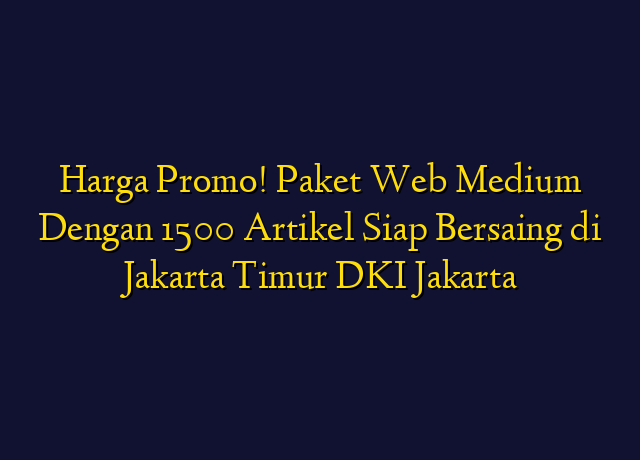 Harga Promo! Paket Web Medium
Dengan 1500 Artikel Siap Bersaing di
Jakarta Timur DKI Jakarta